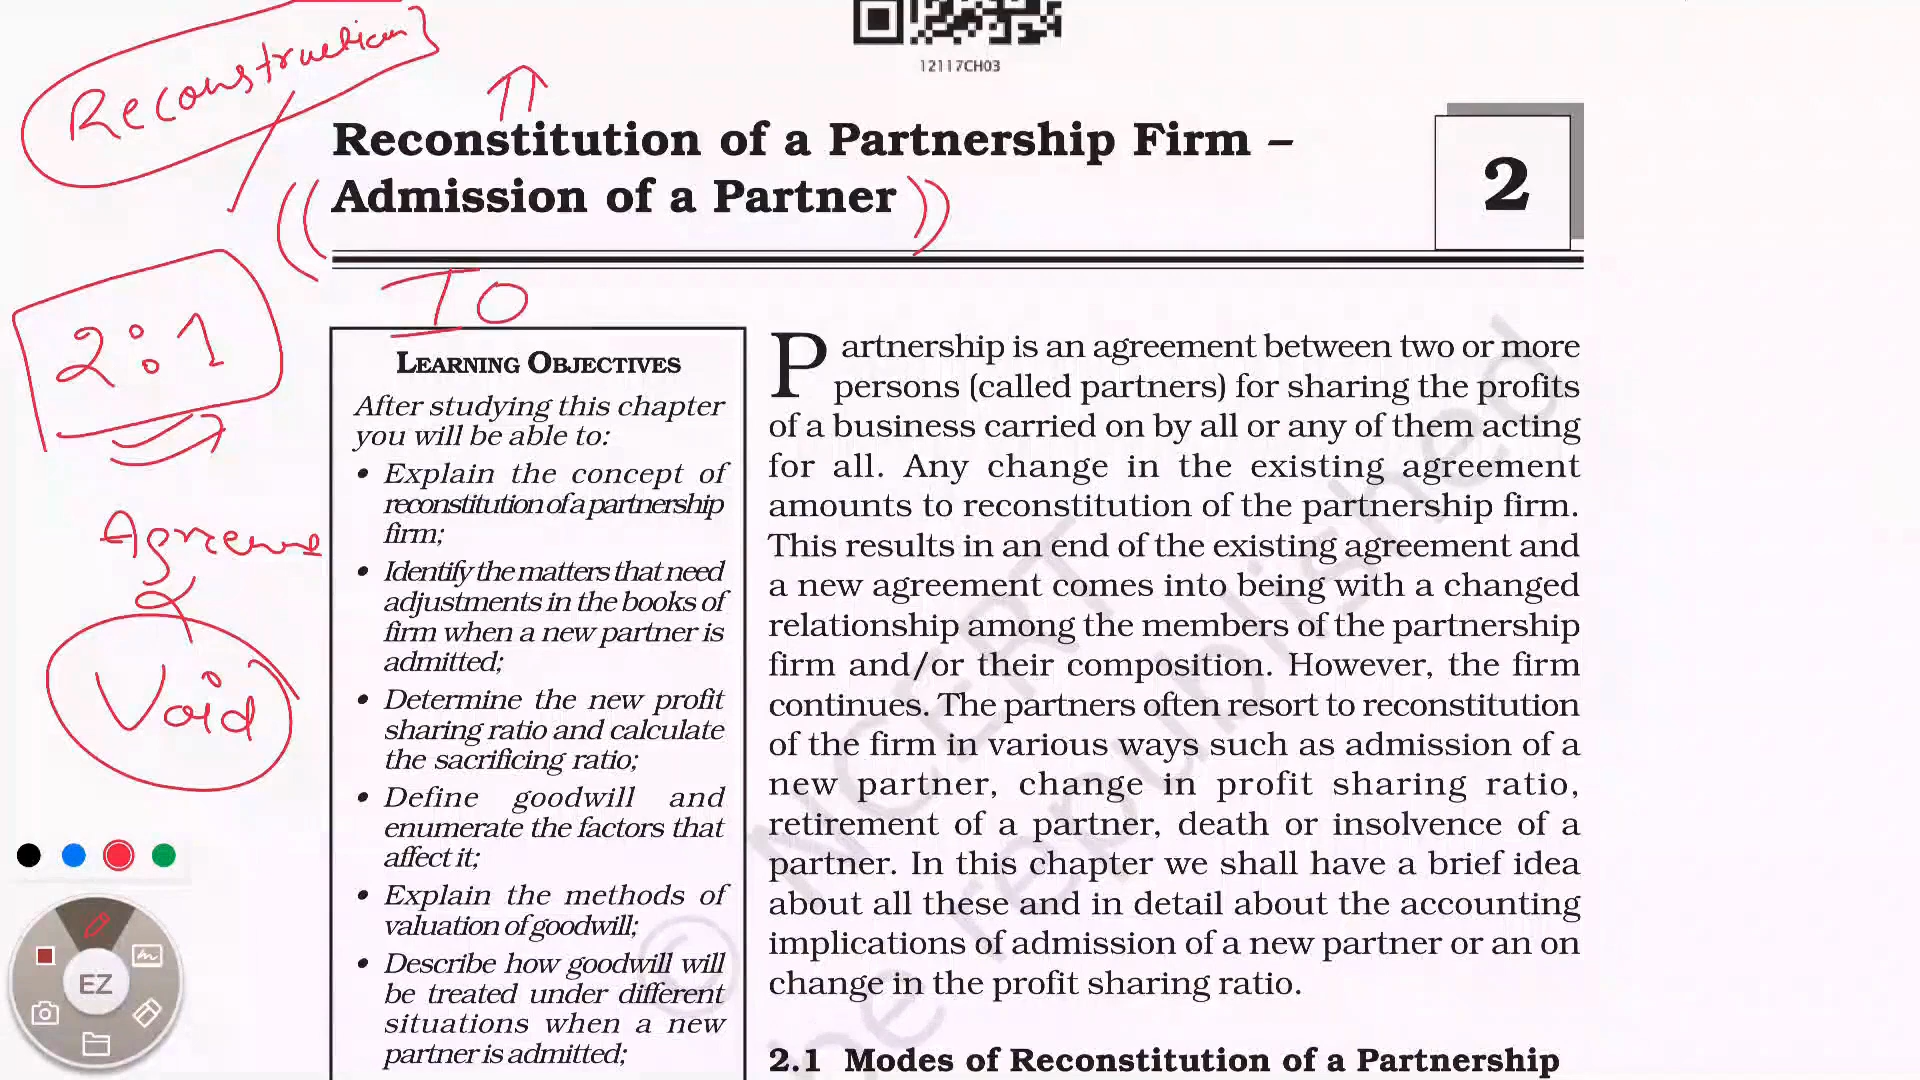 Reconstruction
12117CH03
Reconstitution of a Partnership Firm –
Admission of a Partner
2
2:1
LEARNING OBJECTIVES
After studying this chapter
you will be able to:
• Explain the concept of
reconstitution of a partnership
firm;
• Identify the matters that need
adjustments in the books of
firm when a new partner is
admitted;
• Determine the new profit
sharing ratio and calculate
the sacrificing ratio;
• Define goodwill and
enumerate the factors that
affect it;
• Explain the methods of
valuation of goodwill;
• Describe how goodwill will
be treated under different
situations when a new
partner is admitted;
Void
EZ
Partnership is an agreement between two or more
persons (called partners) for sharing the profits
of a business carried on by all or any of them acting
for all. Any change in the existing agreement
amounts to reconstitution of the partnership firm.
This results in an end of the existing agreement and
a new agreement comes into being with a changed
relationship among the members of the partnership
firm and/or their composition. However, the firm
continues. The partners often resort to reconstitution
of the firm in various ways such as admission of a
new partner, change in profit sharing ratio,
retirement of a partner, death or insolvence of a
partner. In this chapter we shall have a brief idea
about all these and in detail about the accounting
implications of admission of a new partner or an on
change in the profit sharing ratio.
2.1 Modes of Reconstitution of a Partnership
© NCERT
be republished